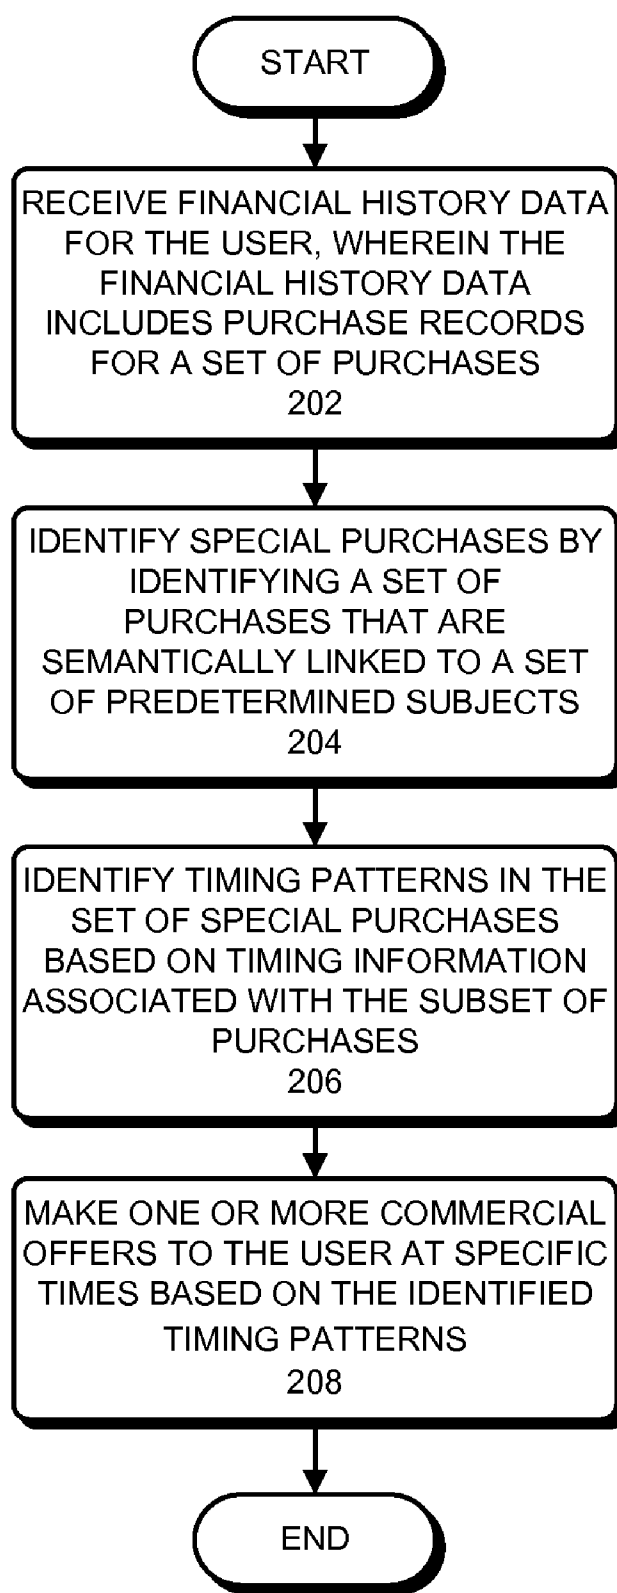 START
RECEIVE FINANCIAL HISTORY DATA
FOR THE USER, WHEREIN THE
FINANCIAL HISTORY DATA
INCLUDES PURCHASE RECORDS
FOR A SET OF PURCHASES
202
IDENTIFY SPECIAL PURCHASES BY
IDENTIFYING A SET OF
PURCHASES THAT ARE
SEMANTICALLY LINKED TO A SET
OF PREDETERMINED SUBJECTS
204
IDENTIFY TIMING PATTERNS IN THE
SET OF SPECIAL PURCHASES
BASED ON TIMING INFORMATION
ASSOCIATED WITH THE SUBSET OF
PURCHASES
206
MAKE ONE OR MORE COMMERCIAL
OFFERS TO THE USER AT SPECIFIC
TIMES BASED ON THE IDENTIFIED
TIMING PATTERNS
208
END